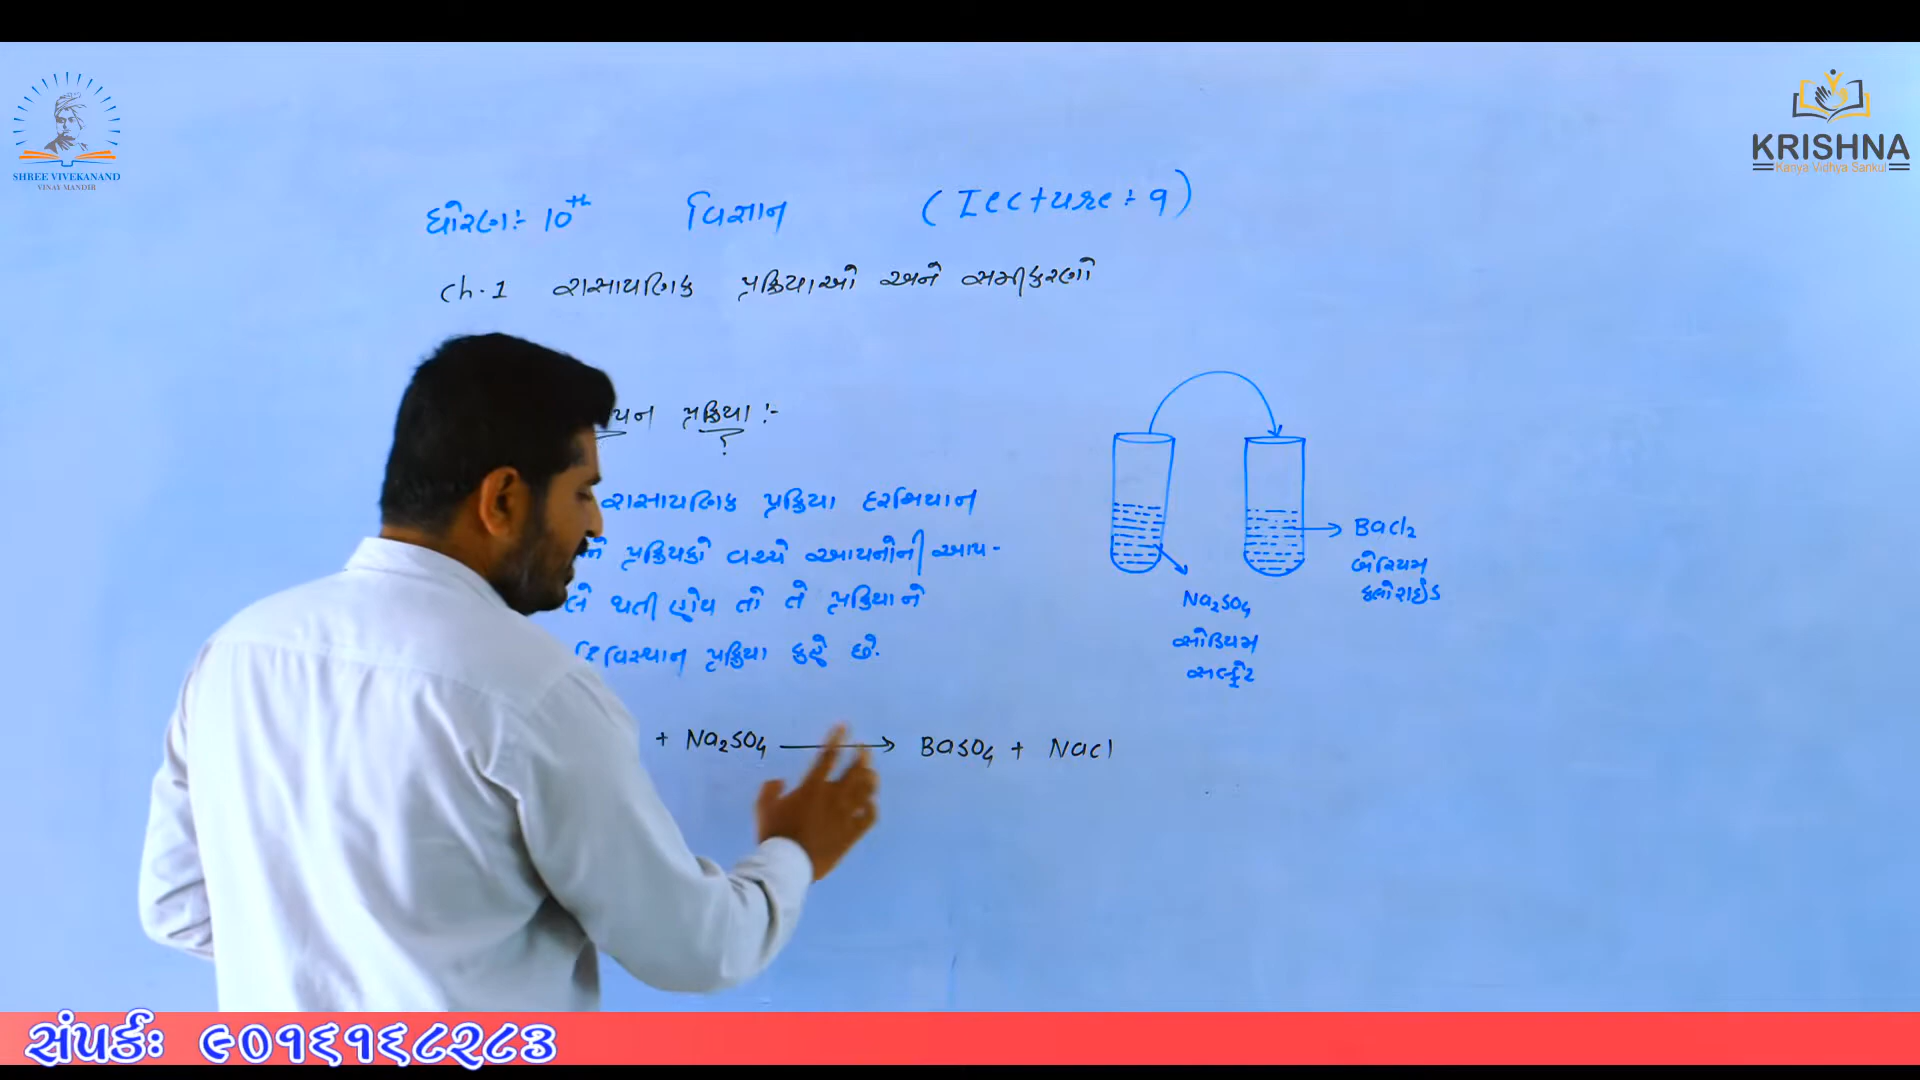 SHREE VIVEKANAND
VINAY MANDIR
KRISHNA
Kanya Vidhya Sankul
ધોરણ:- 10th વિજ્ઞાન (Lecture:- 9)
Ch.1 રાસાયણિક પ્રક્રિયાઓ અને સમીકરણો
પ્રક્રિયા :-
?
રાસાયણિક પ્રક્રિયા દરમિયાન
પ્રક્રિયકો વચ્ચે આયનોની આપ-
લે થતી હોય તો તે પ્રક્રિયાને
દ્વિવિસ્થાન પ્રક્રિયા કહે છે.
+ Na₂SO₄ ⟶ BaSO₄ + NaCl
BaCl₂
બેરિયમ
ક્લોરાઈડ
Na₂SO₄
સોડિયમ
સલ્ફેટ
સંપર્કઃ ૯૦૧૬૧૬૮૨૮૩